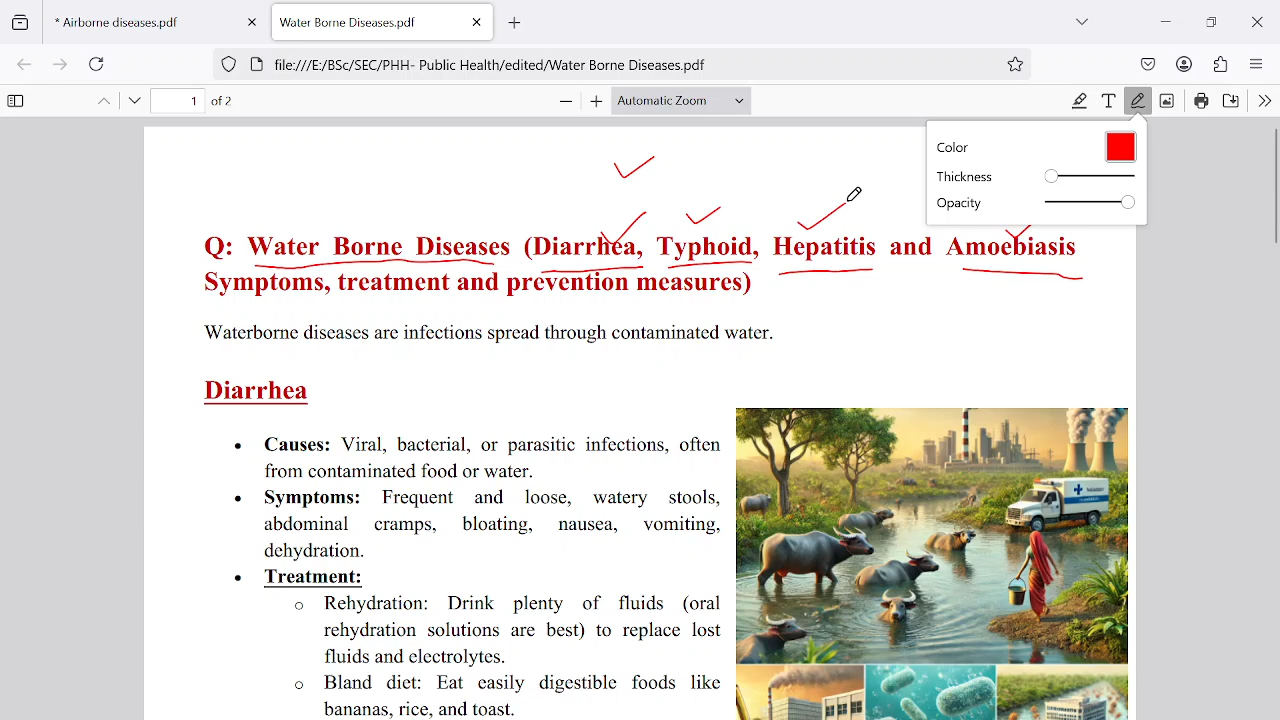 * Airborne diseases.pdf
Water Borne Diseases.pdf
file:///E:/BSc/SEC/PHH- Public Health/edited/Water Borne Diseases.pdf
1 of 2
Automatic Zoom
Color
Thickness
Opacity
Q: Water Borne Diseases (Diarrhea, Typhoid, Hepatitis and Amoebiasis
Symptoms, treatment and prevention measures)
Waterborne diseases are infections spread through contaminated water.
Diarrhea
• Causes: Viral, bacterial, or parasitic infections, often
from contaminated food or water.
• Symptoms: Frequent and loose, watery stools,
abdominal cramps, bloating, nausea, vomiting,
dehydration.
• Treatment:
o Rehydration: Drink plenty of fluids (oral
rehydration solutions are best) to replace lost
fluids and electrolytes.
o Bland diet: Eat easily digestible foods like
bananas, rice, and toast.